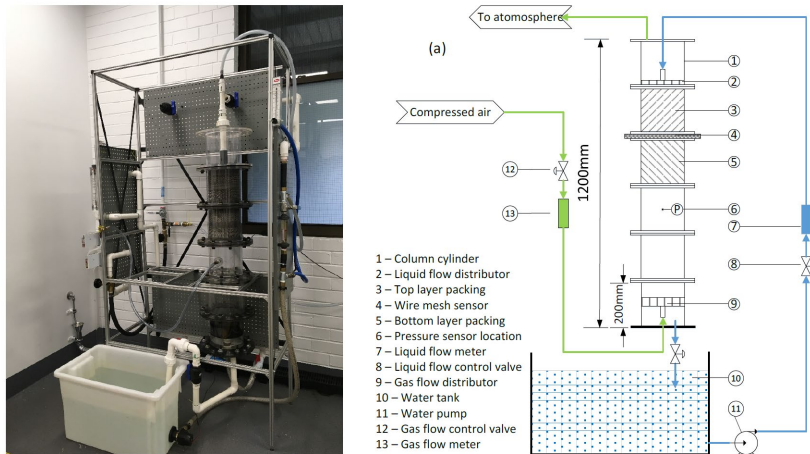 To atomosphere
(a)
①
②
③
Compressed air
④
⑤
⑫
1200mm
P
⑥
⑬
⑦
1 – Column cylinder
2 – Liquid flow distributor
⑧
3 – Top layer packing
4 – Wire mesh sensor
200mm
5 – Bottom layer packing
⑨
6 – Pressure sensor location
7 – Liquid flow meter
8 – Liquid flow control valve
9 – Gas flow distributor
⑩
10 – Water tank
11 – Water pump
⑪
12 – Gas flow control valve
13 – Gas flow meter